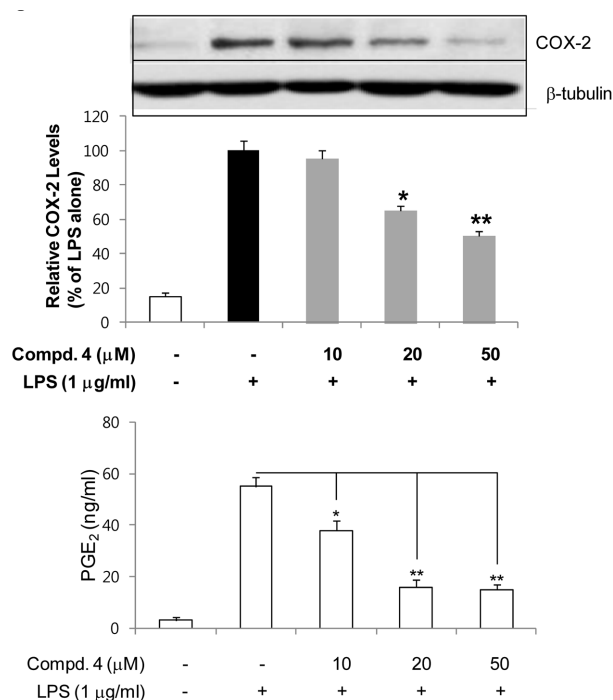 COX-2
β-tubulin
Relative COX-2 Levels
(% of LPS alone)
120
100
80
60
40
20
0
*
**
Compd. 4 (μM) - - 10 20 50
LPS (1 μg/ml) - + + + +
PGE2 (ng/ml)
80
60
40
20
0
*
**
**
Compd. 4 (μM) - - 10 20 50
LPS (1 μg/ml) - + + + +